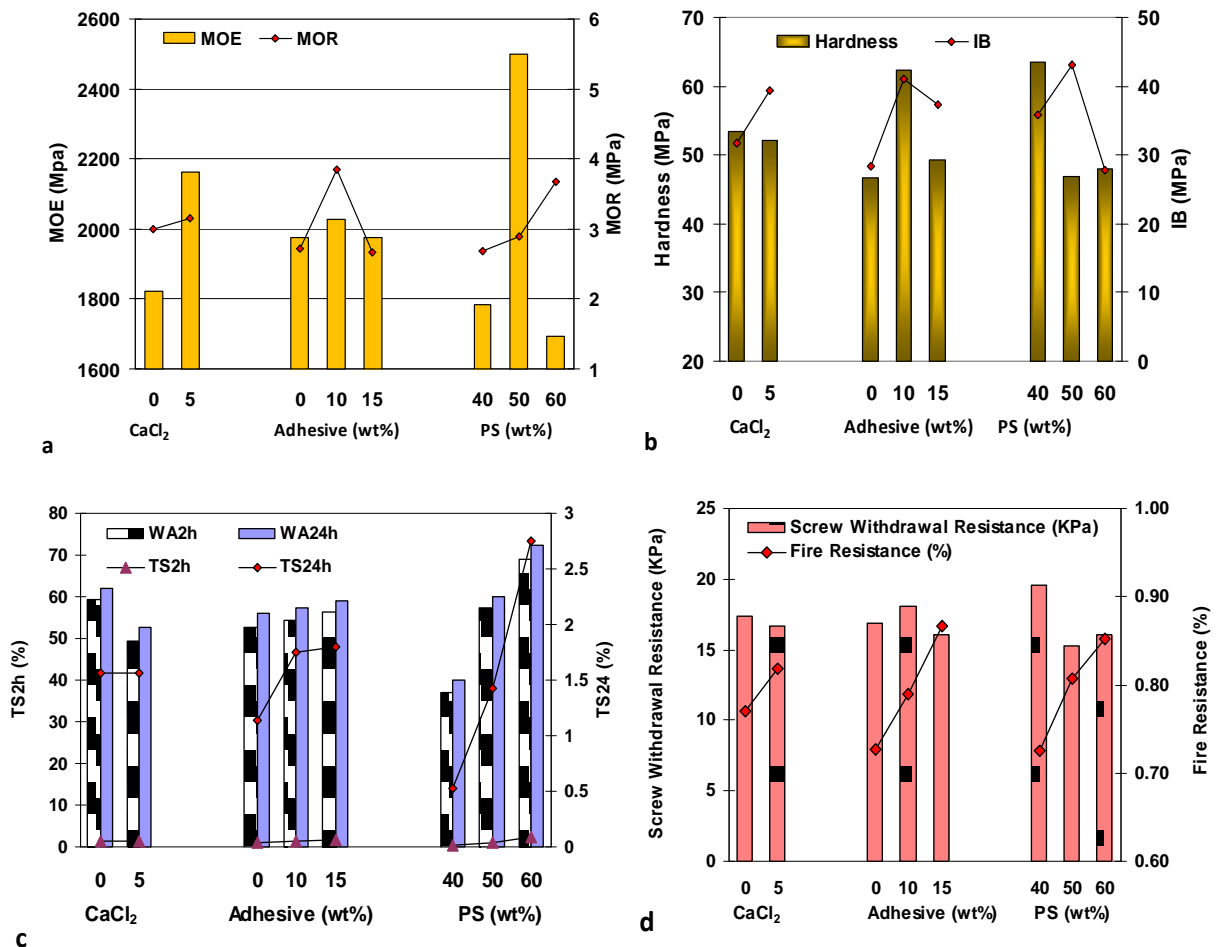 2600
2400
2200
2000
1800
1600
MOE (Mpa)
MOE
MOR
6
5
4
3
2
1
MOR (MPa)
0 5 0 10 15 40 50 60
CaCl₂ Adhesive (wt%) PS (wt%)
a
70
60
50
40
30
20
Hardness (MPa)
Hardness
IB
50
40
30
20
10
0
IB (MPa)
0 5 0 10 15 40 50 60
CaCl₂ Adhesive (wt%) PS (wt%)
b
80
70
60
50
40
30
20
10
0
TS2h (%)
WA2h WA24h
TS2h TS24h
3
2.5
2
1.5
1
0.5
0
TS24 (%)
0 5 0 10 15 40 50 60
CaCl₂ Adhesive (wt%) PS (wt%)
c
25
20
15
10
5
0
Screw Withdrawal Resistance (KPa)
Screw Withdrawal Resistance (KPa)
Fire Resistance (%)
1.00
0.90
0.80
0.70
0.60
Fire Resistance (%)
0 5 0 10 15 40 50 60
CaCl₂ Adhesive (wt%) PS (wt%)
d